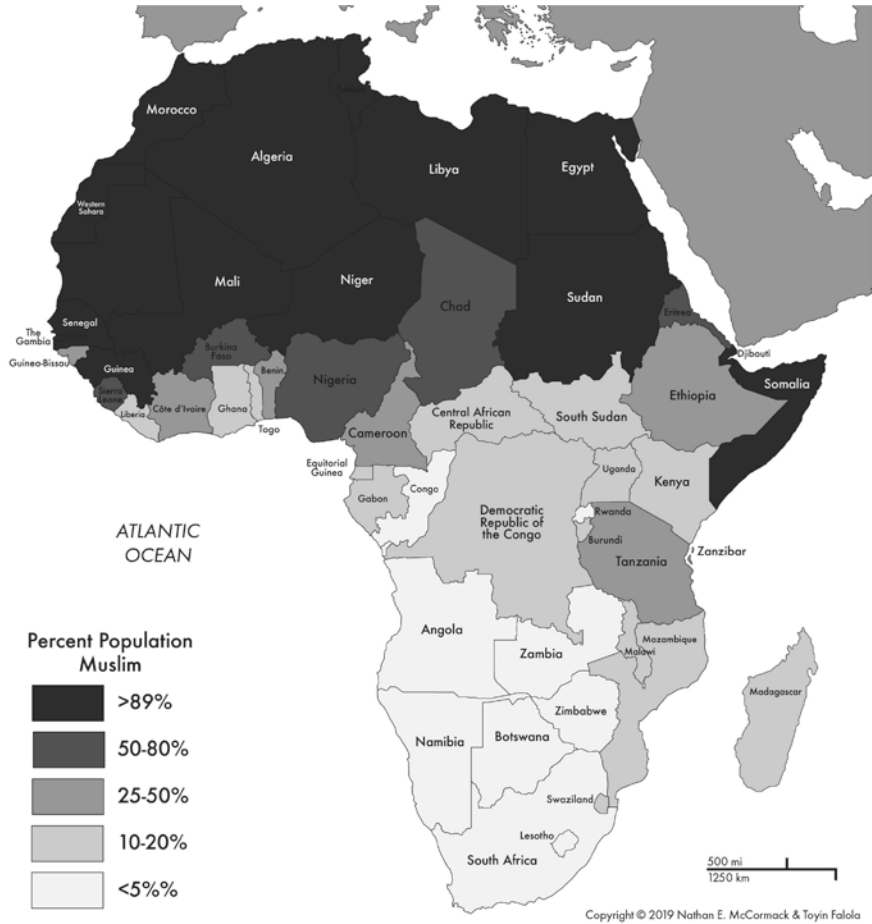 Morocco
Tunisia
Algeria
Libya
Egypt
Western
Sahara
Mali
Niger
Chad
Sudan
Eritrea
Senegal
The
Gambia
Guinea-Bissau
Guinea
Burkina
Faso
Benin
Nigeria
Djibouti
Somalia
Sierra
Leone
Liberia
Côte d'Ivoire
Ghana
Togo
Cameroon
Central African
Republic
South Sudan
Ethiopia
Equitorial
Guinea
Gabon
Congo
Democratic
Republic of
the Congo
Uganda
Kenya
Rwanda
Burundi
Tanzania
Zanzibar
ATLANTIC
OCEAN
Angola
Zambia
Malawi
Mozambique
Madagascar
Namibia
Botswana
Zimbabwe
Swaziland
Lesotho
South Africa
Percent Population
Muslim
>89%
50-80%
25-50%
10-20%
<5%%
500 mi
1250 km
Copyright © 2019 Nathan E. McCormack & Toyin Falola